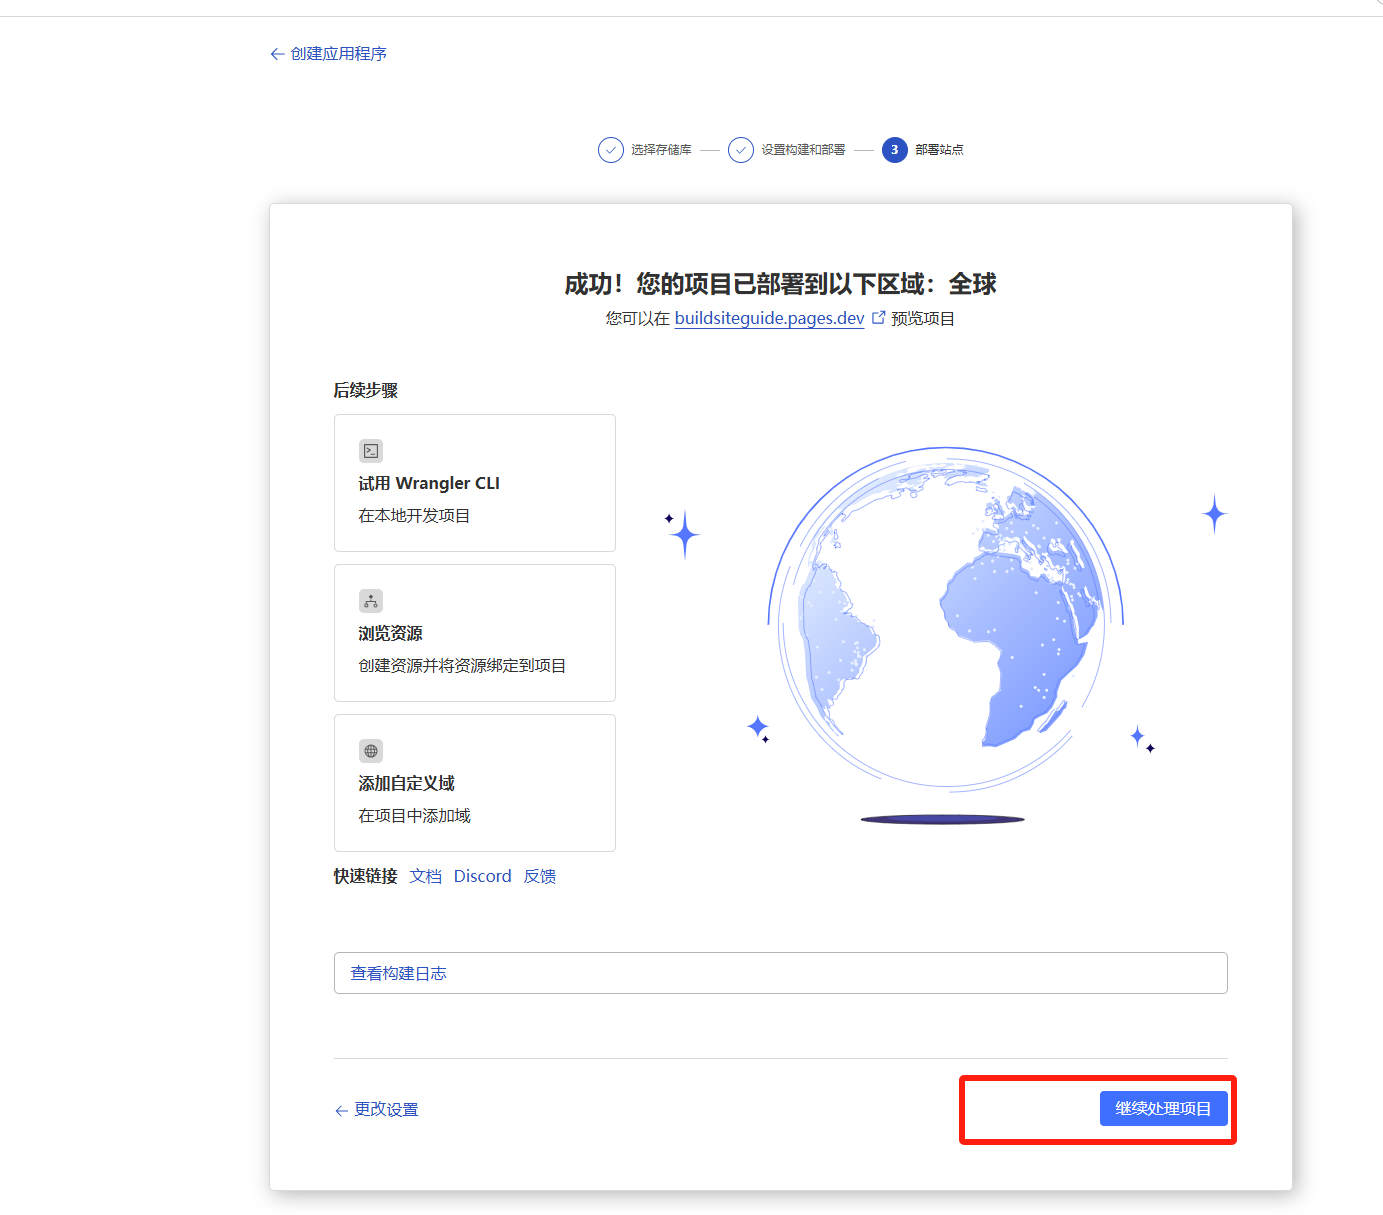 创建应用程序
选择存储库
设置构建和部署
3 部署站点
成功！您的项目已部署到以下区域：全球
您可以在 buildsiteguide.pages.dev 预览项目
后续步骤
试用 Wrangler CLI
在本地开发项目
浏览资源
创建资源并将资源绑定到项目
添加自定义域
在项目中添加域
快速链接 文档 Discord 反馈
查看构建日志
更改设置
继续处理项目